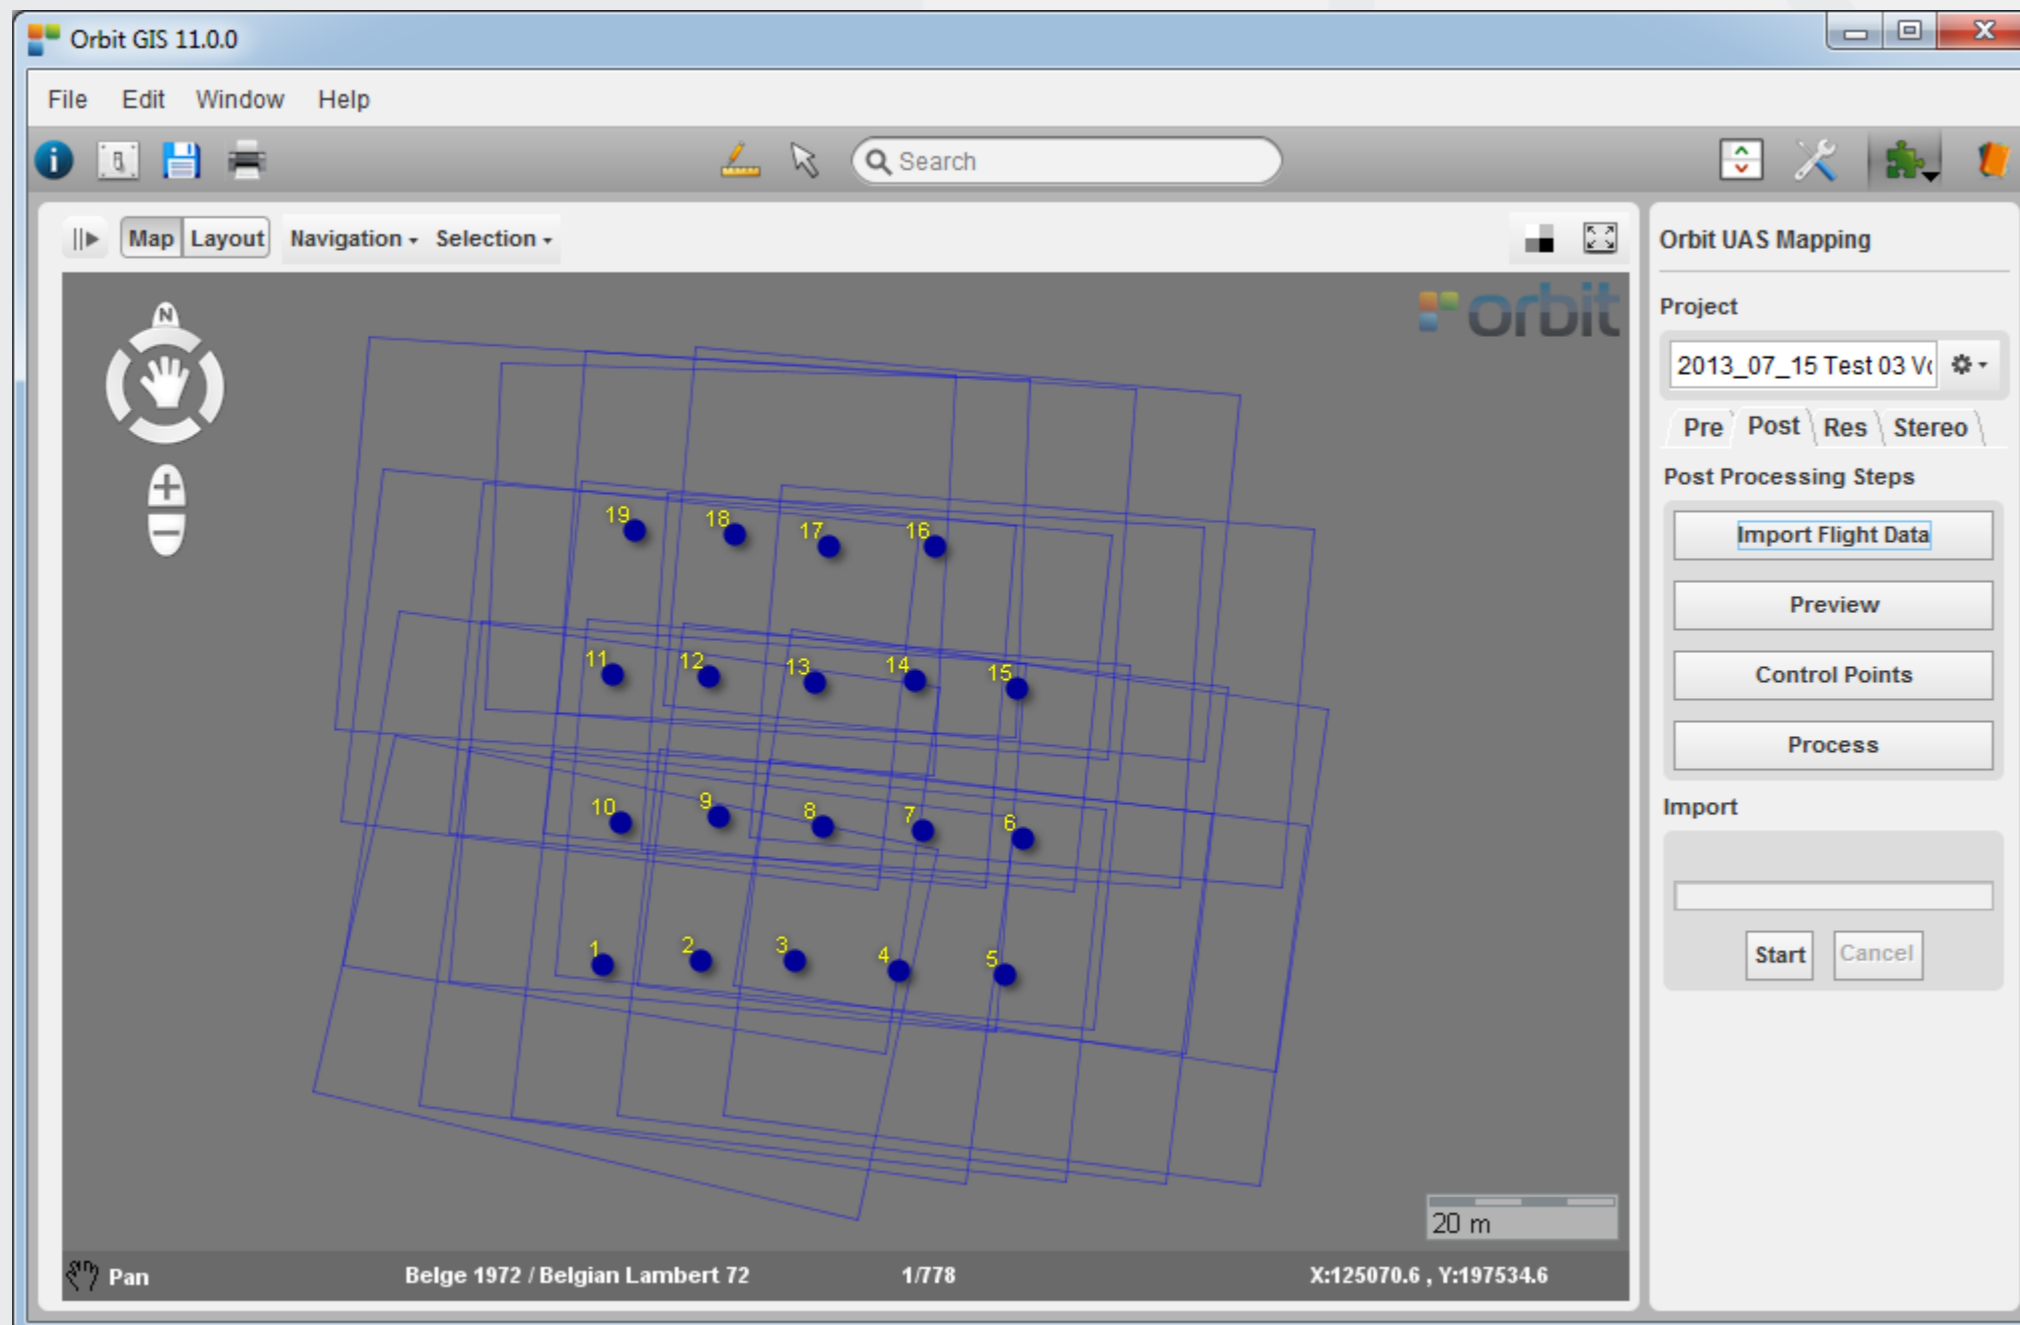 Orbit GIS 11.0.0
File Edit Window Help
Search
Map Layout Navigation Selection
Orbit UAS Mapping
orbit
N
Project
2013_07_15 Test 03
Pre Post Res Stereo
Post Processing Steps
19 18 17 16
Import Flight Data
Preview
11 12 13 14 15
Control Points
Process
10 9 8 7 6
Import
1 2 3 4 5
Start Cancel
20 m
Pan Belge 1972 / Belgian Lambert 72 1/778 X:125070.6 , Y:197534.6